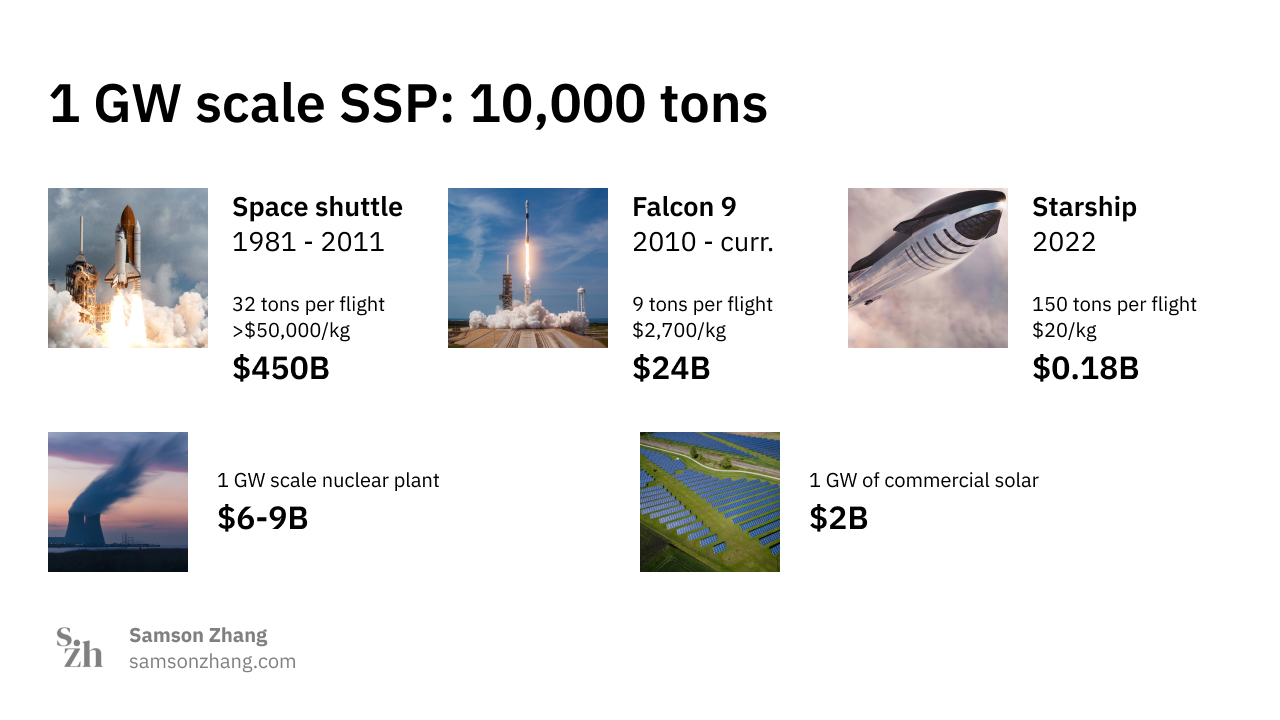 1 GW scale SSP: 10,000 tons
Space shuttle
1981 - 2011
32 tons per flight
>$50,000/kg
$450B
Falcon 9
2010 - curr.
9 tons per flight
$2,700/kg
$24B
Starship
2022
150 tons per flight
$20/kg
$0.18B
1 GW scale nuclear plant
$6-9B
1 GW of commercial solar
$2B
szh
Samson Zhang
samsonzhang.com